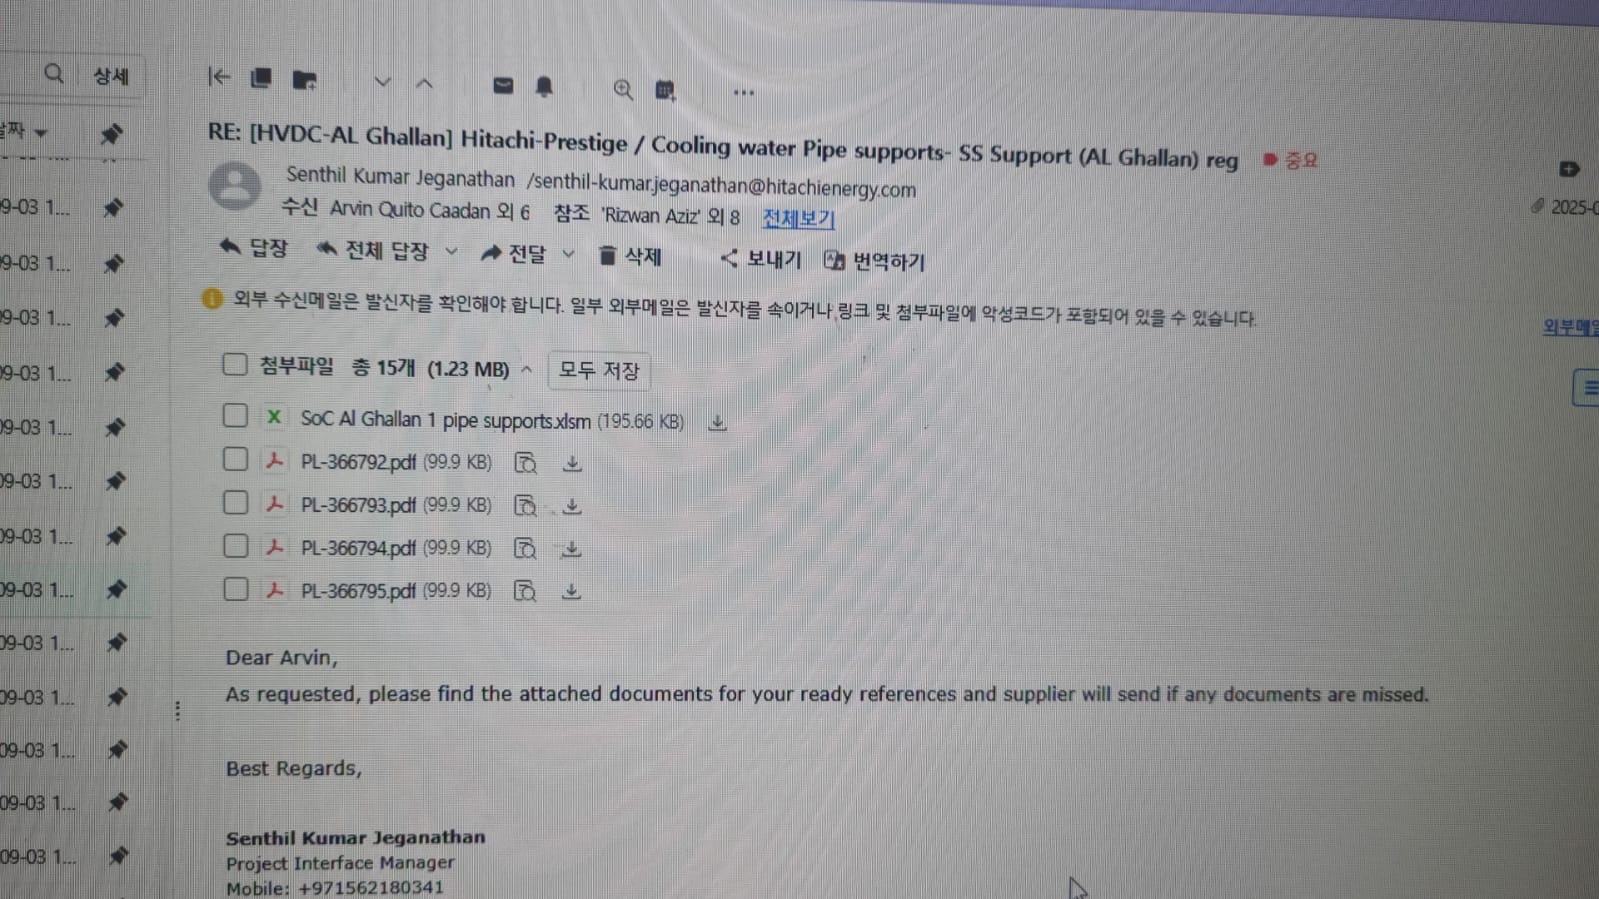 상세
RE: [HVDC-AL Ghallan] Hitachi-Prestige / Cooling water Pipe supports- SS Support (AL Ghallan) reg 중요
Senthil Kumar Jeganathan /senthil-kumar.jeganathan@hitachienergy.com
2025-0
수신 Arvin Quito Caadan 외 6 참조 'Rizwan Aziz' 외 8 전체보기
답장 전체 답장 전달 삭제 보내기 번역하기
외부 수신메일은 발신자를 확인해야 합니다. 일부 외부메일은 발신자를 속이거나 링크 및 첨부파일에 악성코드가 포함되어 있을 수 있습니다.
외부메일
첨부파일 총 15개 (1.23 MB) 모두 저장
SoC Al Ghallan 1 pipe supports.xlsm (195.66 KB)
PL-366792.pdf (99.9 KB)
PL-366793.pdf (99.9 KB)
PL-366794.pdf (99.9 KB)
PL-366795.pdf (99.9 KB)
Dear Arvin,
As requested, please find the attached documents for your ready references and supplier will send if any documents are missed.
Best Regards,
Senthil Kumar Jeganathan
Project Interface Manager
Mobile: +971562180341
09-03 1...
09-03 1...
09-03 1...
09-03 1...
09-03 1...
09-03 1...
09-03 1...
09-03 1...
09-03 1...
09-03 1...
09-03 1...
09-03 1...
09-03 1...